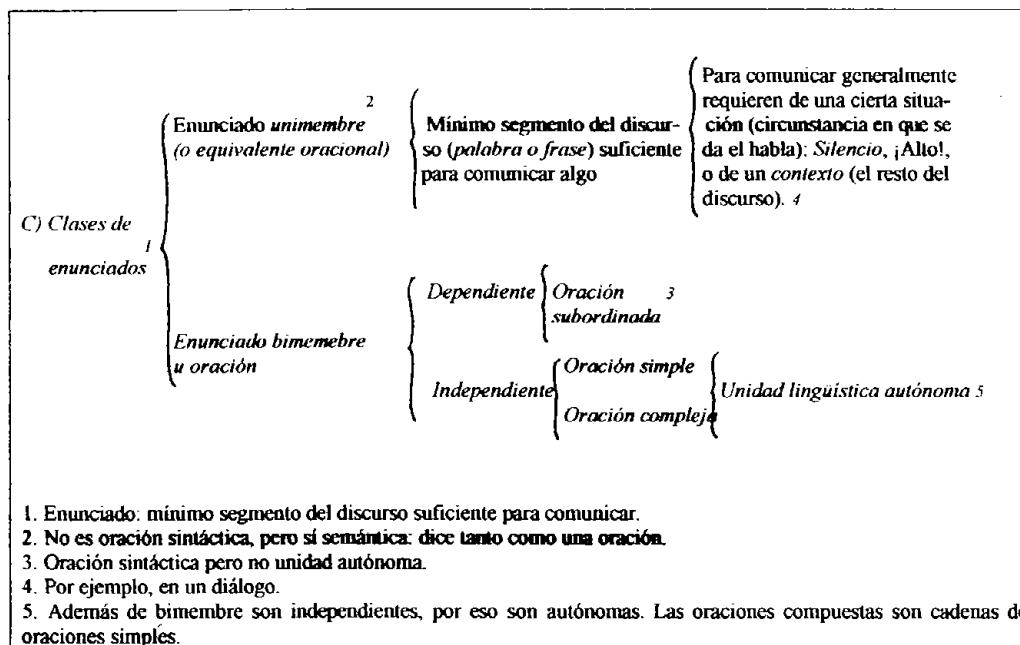 Para comunicar generalmente
requieren de una cierta situa-
ción (circunstancia en que se
da el habla): Silencio, ¡Alto!,
o de un contexto (el resto del
discurso). 4
2
Enunciado unimembre
(o equivalente oracional)
Mínimo segmento del discur-
so (palabra o frase) suficiente
para comunicar algo
C) Clases de
1
enunciados
Dependiente
Oración 3
subordinada
Enunciado bimemebre
u oración
Independiente
Oración simple
Oración compleja
Unidad lingüística autónoma 5
1. Enunciado: mínimo segmento del discurso suficiente para comunicar.
2. No es oración sintáctica, pero sí semántica: dice tanto como una oración.
3. Oración sintáctica pero no unidad autónoma.
4. Por ejemplo, en un diálogo.
5. Además de bimembre son independientes, por eso son autónomas. Las oraciones compuestas son cadenas de
oraciones simples.